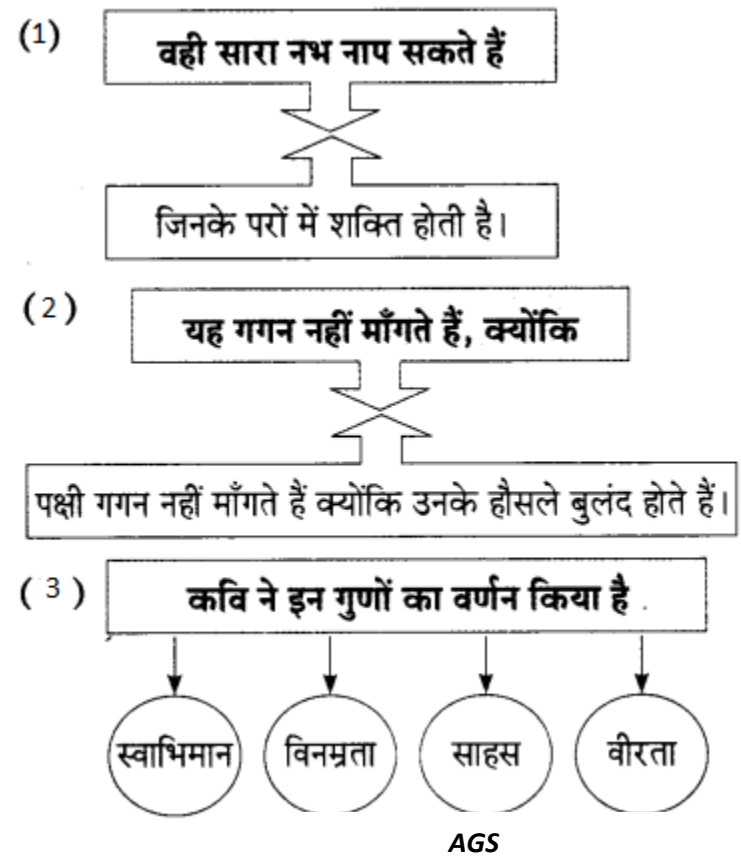 (1)
वही सारा नभ नाप सकते हैं
जिनके परों में शक्ति होती है।
(2)
यह गगन नहीं माँगते हैं, क्योंकि
पक्षी गगन नहीं माँगते हैं क्योंकि उनके हौसले बुलंद होते हैं।
( 3 )
कवि ने इन गुणों का वर्णन किया है
स्वाभिमान विनम्रता साहस वीरता
AGS